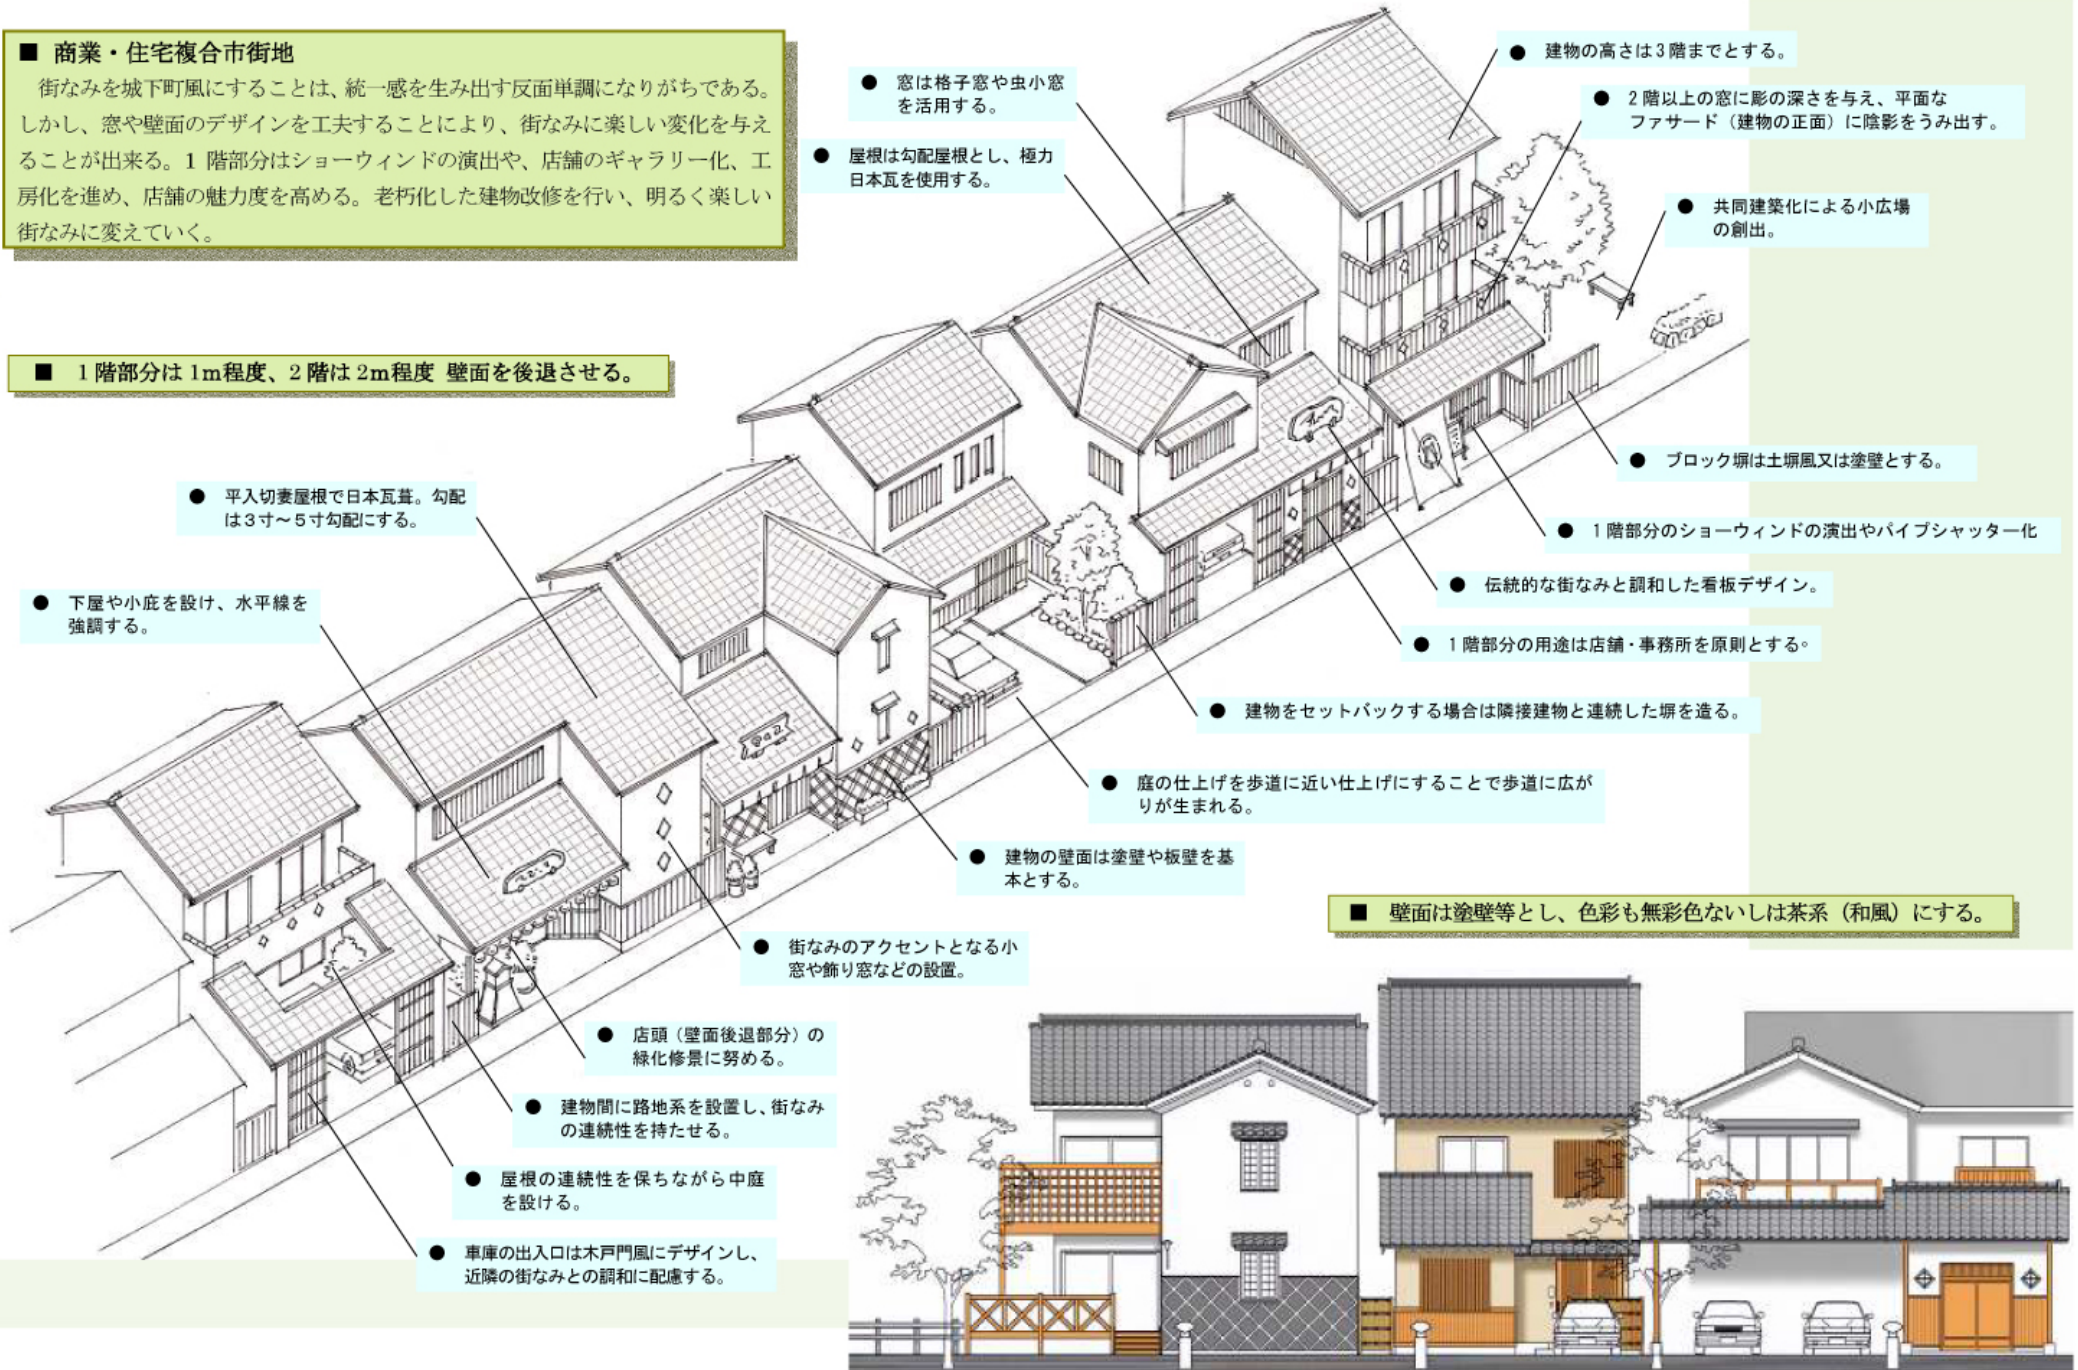 ■ 商業・住宅複合市街地
街なみを城下町風にすることは、統一感を生み出す反面単調になりがちである。
しかし、窓や壁面のデザインを工夫することにより、街なみに楽しい変化を与え
ることが出来る。1 階部分はショーウィンドの演出や、店舗のギャラリー化、工
房化を進め、店舗の魅力度を高める。老朽化した建物改修を行い、明るく楽しい
街なみに変えていく。
■ 1階部分は 1m程度、2階は 2m程度 壁面を後退させる。
● 窓は格子窓や虫小窓
を活用する。
● 屋根は勾配屋根とし、極力
日本瓦を使用する。
● 建物の高さは3階までとする。
● 2階以上の窓に彫の深さを与え、平面な
ファサード（建物の正面）に陰影をうみ出す。
● 共同建築化による小広場
の創出。
● ブロック塀は土塀風又は塗壁とする。
● 1階部分のショーウィンドの演出やパイプシャッター化
● 伝統的な街なみと調和した看板デザイン。
● 1階部分の用途は店舗・事務所を原則とする。
● 建物をセットバックする場合は隣接建物と連続した塀を造る。
● 庭の仕上げを歩道に近い仕上げにすることで歩道に広が
りが生まれる。
● 建物の壁面は塗壁や板壁を基
本とする。
● 平入切妻屋根で日本瓦葺。勾配
は3寸～5寸勾配にする。
● 下屋や小庇を設け、水平線を
強調する。
● 街なみのアクセントとなる小
窓や飾り窓などの設置。
● 店頭（壁面後退部分）の
緑化修景に努める。
● 建物間に路地系を設置し、街なみ
の連続性を持たせる。
● 屋根の連続性を保ちながら中庭
を設ける。
● 車庫の出入口は木戸門風にデザインし、
近隣の街なみとの調和に配慮する。
■ 壁面は塗壁等とし、色彩も無彩色ないしは茶系（和風）にする。